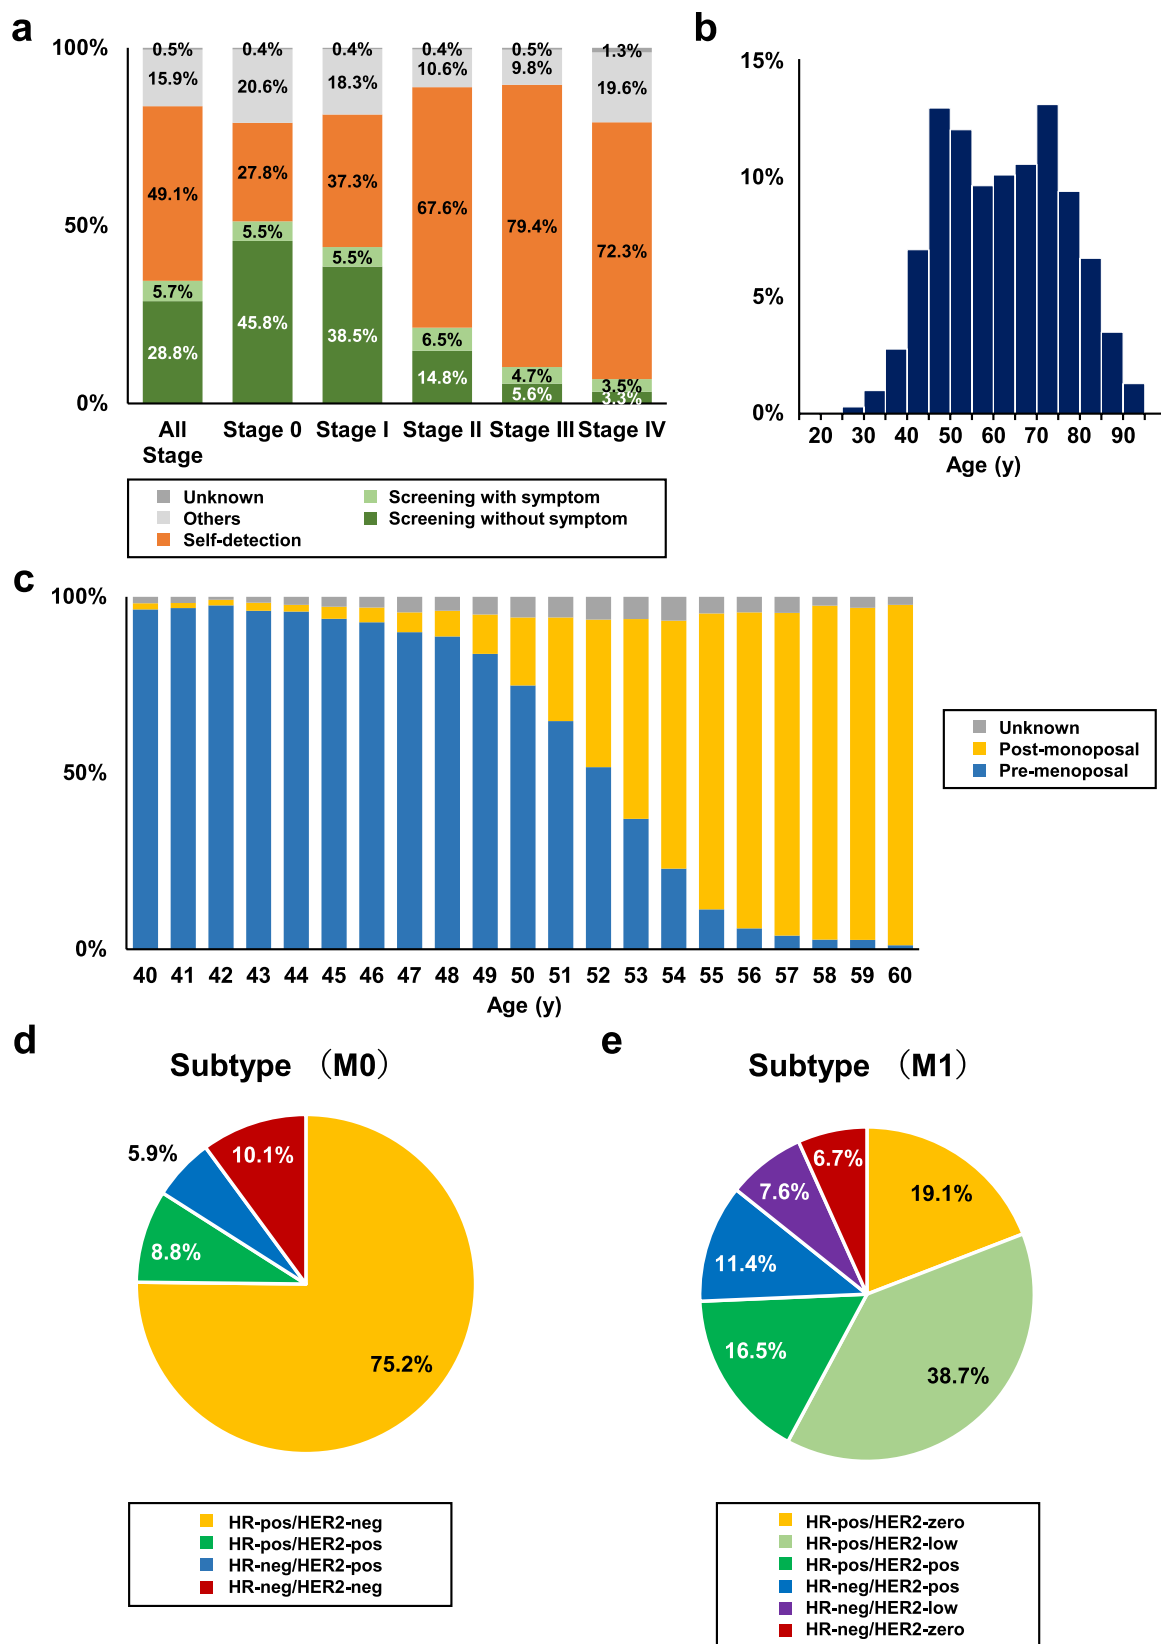 a
100%
50%
0%
0.5%
0.4%
0.4%
0.4%
0.5%
1.3%
15.9%
20.6%
18.3%
10.6%
9.8%
19.6%
49.1%
27.8%
37.3%
67.6%
79.4%
72.3%
5.7%
5.5%
5.5%
6.5%
4.7%
3.5%
28.8%
45.8%
38.5%
14.8%
5.6%
3.3%
All Stage
Stage 0
Stage I
Stage II
Stage III
Stage IV
Unknown
Others
Self-detection
Screening with symptom
Screening without symptom
b
15%
10%
5%
0%
20 30 40 50 60 70 80 90
Age (y)
c
100%
50%
0%
40 41 42 43 44 45 46 47 48 49 50 51 52 53 54 55 56 57 58 59 60
Age (y)
Unknown
Post-monoposal
Pre-menoposal
d
Subtype （M0）
5.9%
10.1%
8.8%
75.2%
HR-pos/HER2-neg
HR-pos/HER2-pos
HR-neg/HER2-pos
HR-neg/HER2-neg
e
Subtype （M1）
6.7%
7.6%
19.1%
11.4%
16.5%
38.7%
HR-pos/HER2-zero
HR-pos/HER2-low
HR-pos/HER2-pos
HR-neg/HER2-pos
HR-neg/HER2-low
HR-neg/HER2-zero